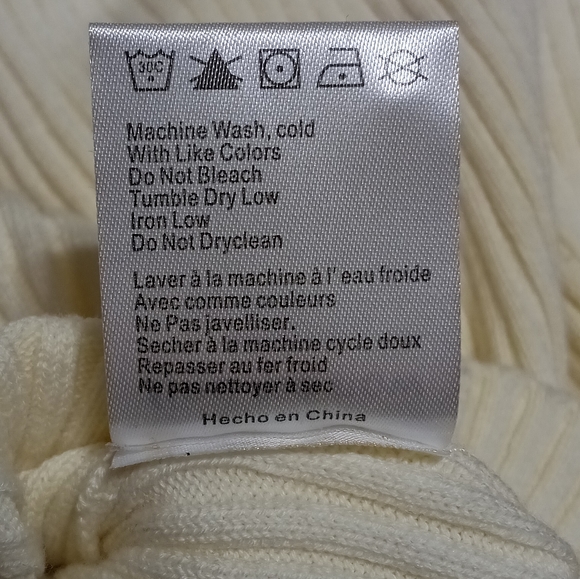 30C
Machine Wash, cold
With Like Colors
Do Not Bleach
Tumble Dry Low
Iron Low
Do Not Dryclean
Laver à la machine à l' eau froide
Avec comme couleurs
Ne Pas javelliser.
Secher à la machine cycle doux
Repasser au fer froid
Ne pas nettoyer à sec
Hecho en China